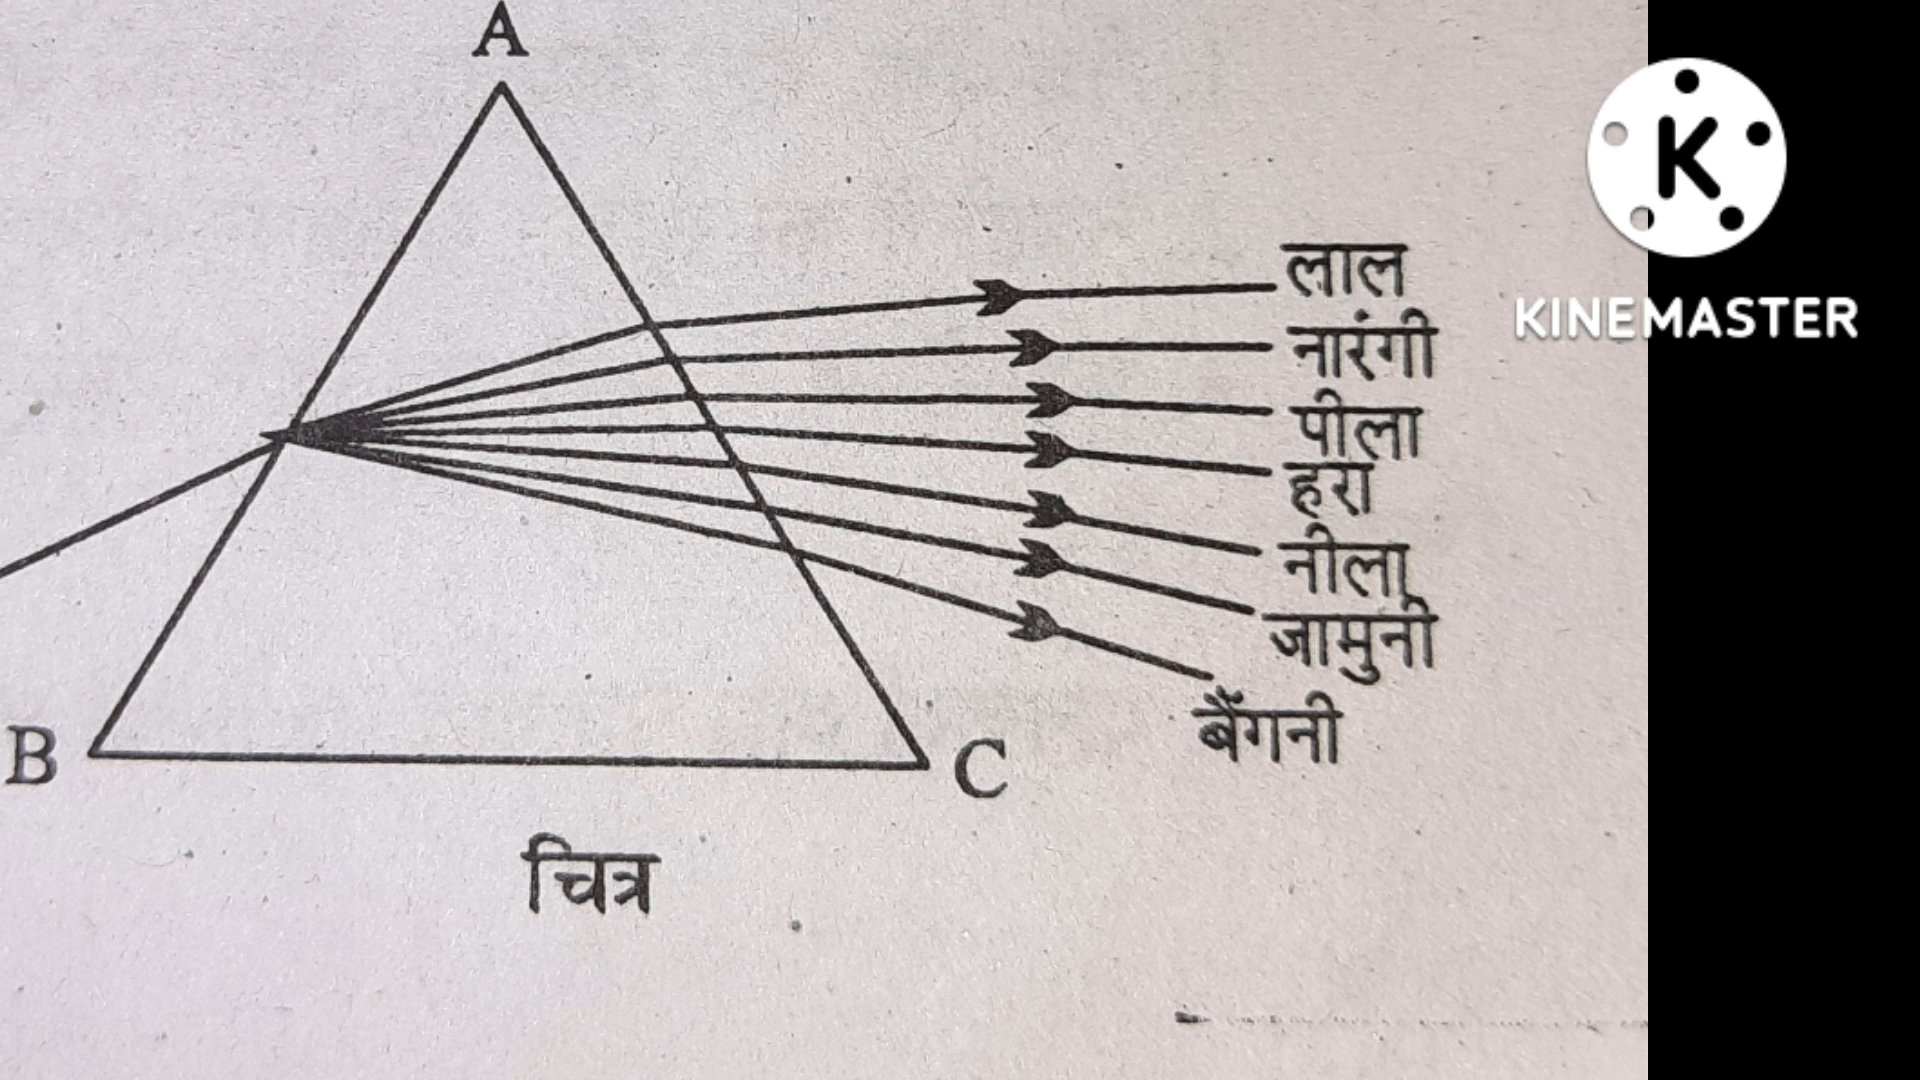 A
लाल
नारंगी
पीला
हरा
नीला
जामुनी
बैंगनी
B
C
चित्र
K
KINEMASTER